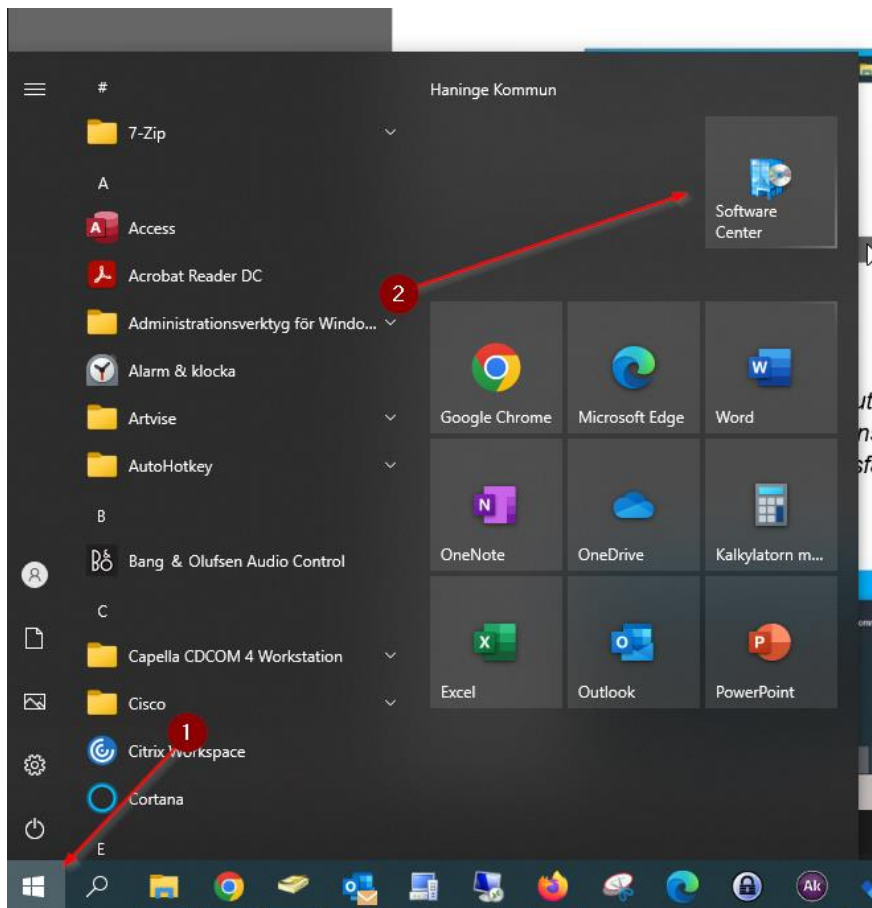 #
7-Zip
A
Access
Acrobat Reader DC
Administrationsverktyg för Windo...
Alarm & klocka
Artvise
AutoHotkey
B
Bang & Olufsen Audio Control
C
Capella CDCOM 4 Workstation
Cisco
Citrix Workspace
Cortana
E
1
2
Haninge Kommun
Software
Center
Google Chrome
Microsoft Edge
Word
OneNote
OneDrive
Kalkylatorn m...
Excel
Outlook
PowerPoint
Ak